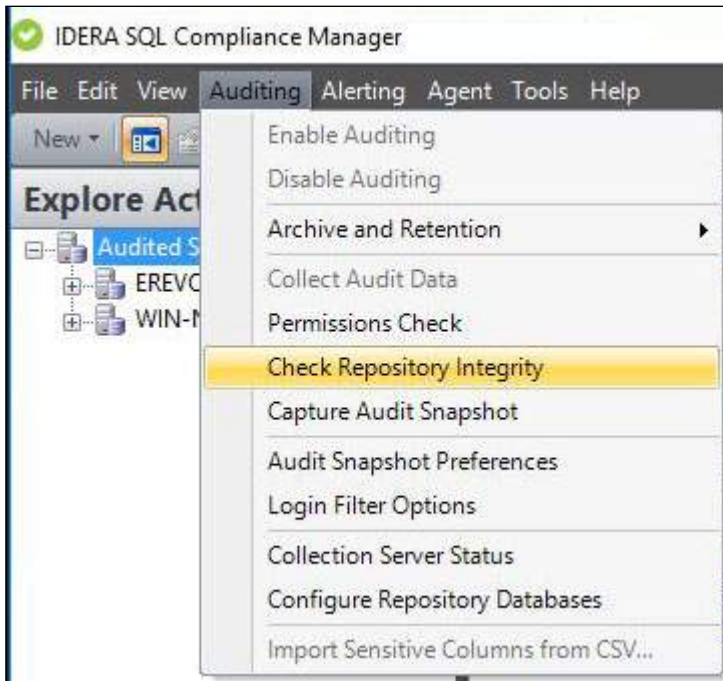 IDERA SQL Compliance Manager
File Edit View Auditing Alerting Agent Tools Help
New
Enable Auditing
Disable Auditing
Explore Act
Archive and Retention
Audited S
Collect Audit Data
EREVO
Permissions Check
WIN-N
Check Repository Integrity
Capture Audit Snapshot
Audit Snapshot Preferences
Login Filter Options
Collection Server Status
Configure Repository Databases
Import Sensitive Columns from CSV...